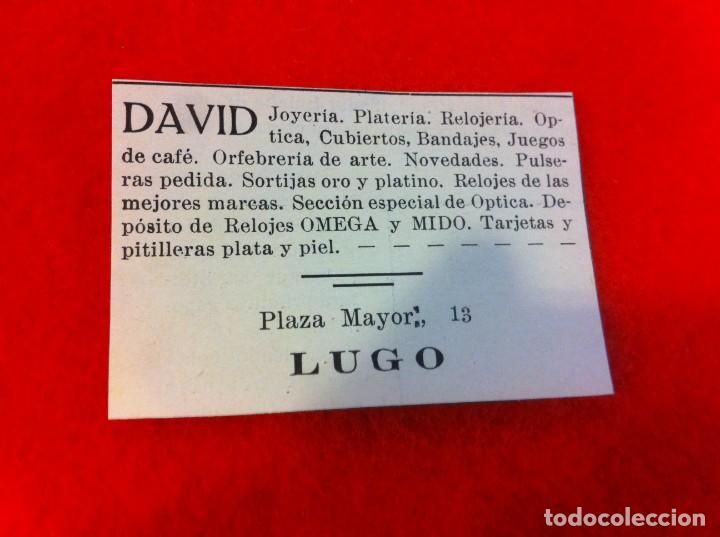 DAVID Joyería. Platería. Relojería. Op-
tica, Cubiertos, Bandajes, Juegos
de café. Orfebrería de arte. Novedades. Pulse-
ras pedida. Sortijas oro y platino. Relojes de las
mejores marcas. Sección especial de Optica. De-
pósito de Relojes OMEGA y MIDO. Tarjetas y
pitilleras plata y piel. — — — — — — —
Plaza Mayor, 13
LUGO
todocoleccion.net